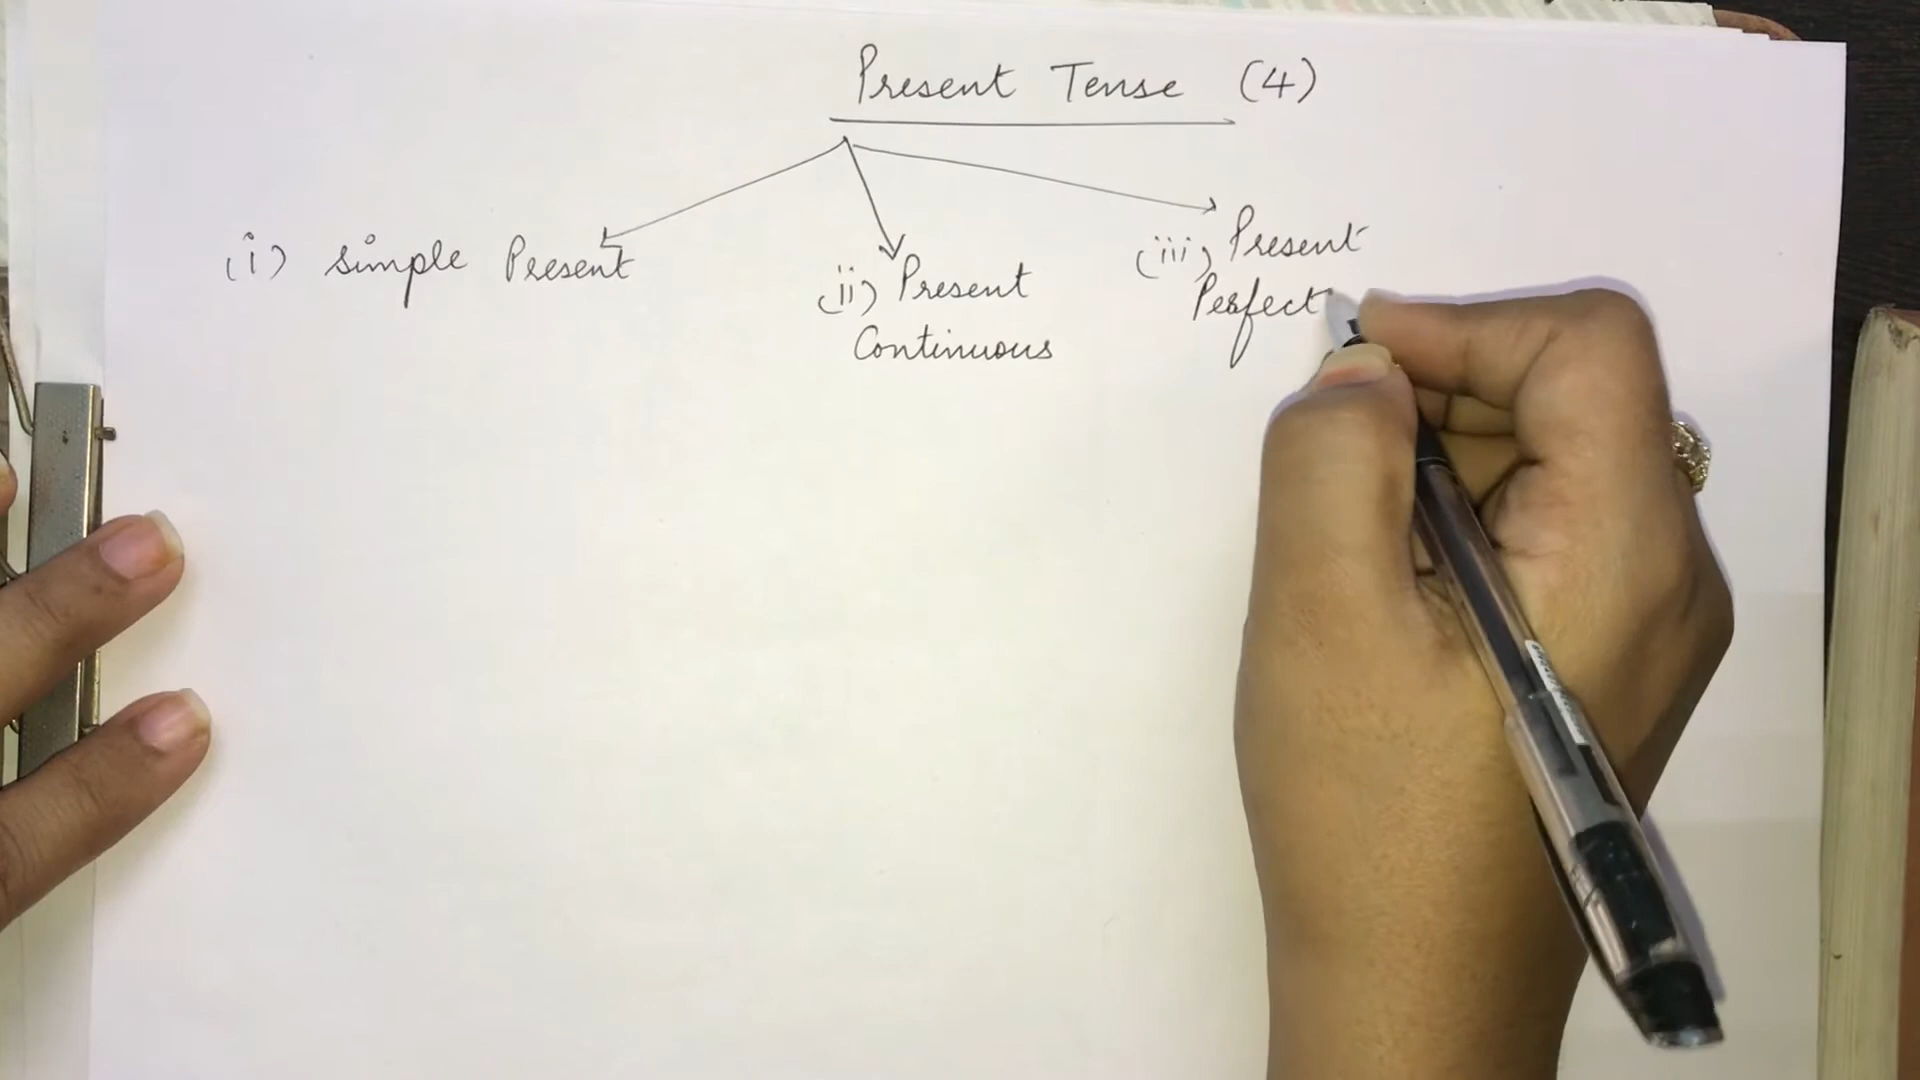 Present Tense (4)
(i) Simple Present
(ii) Present
Continuous
(iii) Present
Perfect